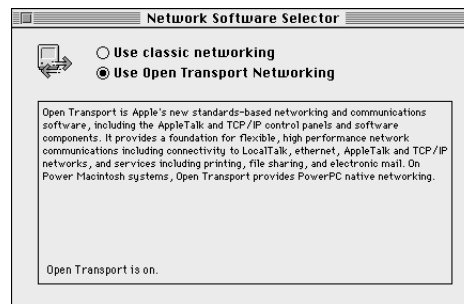 Network Software Selector
Use classic networking
Use Open Transport Networking
Open Transport is Apple's new standards-based networking and communications
software, including the AppleTalk and TCP/IP control panels and software
components. It provides a foundation for flexible, high performance network
communications including connectivity to LocalTalk, ethernet, AppleTalk and TCP/IP
networks, and services including printing, file sharing, and electronic mail. On
Power Macintosh systems, Open Transport provides PowerPC native networking.
Open Transport is on.